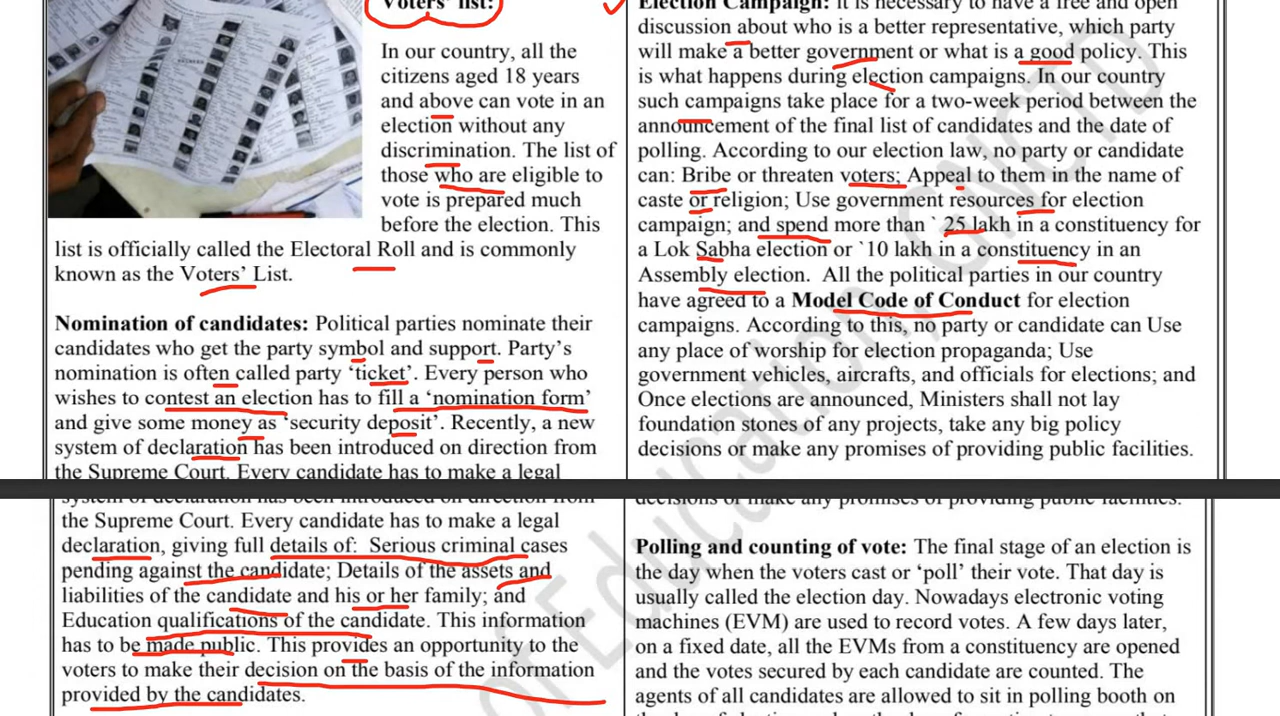 Voters' list:
In our country, all the
citizens aged 18 years
and above can vote in an
election without any
discrimination. The list of
those who are eligible to
vote is prepared much
before the election. This
list is officially called the Electoral Roll and is commonly
known as the Voters' List.
Nomination of candidates: Political parties nominate their
candidates who get the party symbol and support. Party's
nomination is often called party 'ticket'. Every person who
wishes to contest an election has to fill a 'nomination form'
and give some money as 'security deposit'. Recently, a new
system of declaration has been introduced on direction from
the Supreme Court. Every candidate has to make a legal
system of declaration has been introduced on direction from
the Supreme Court. Every candidate has to make a legal
declaration, giving full details of: Serious criminal cases
pending against the candidate; Details of the assets and
liabilities of the candidate and his or her family; and
Education qualifications of the candidate. This information
has to be made public. This provides an opportunity to the
voters to make their decision on the basis of the information
provided by the candidates.
Election Campaign: It is necessary to have a free and open
discussion about who is a better representative, which party
will make a better government or what is a good policy. This
is what happens during election campaigns. In our country
such campaigns take place for a two-week period between the
announcement of the final list of candidates and the date of
polling. According to our election law, no party or candidate
can: Bribe or threaten voters; Appeal to them in the name of
caste or religion; Use government resources for election
campaign; and spend more than ` 25 lakh in a constituency for
a Lok Sabha election or `10 lakh in a constituency in an
Assembly election. All the political parties in our country
have agreed to a Model Code of Conduct for election
campaigns. According to this, no party or candidate can Use
any place of worship for election propaganda; Use
government vehicles, aircrafts, and officials for elections; and
Once elections are announced, Ministers shall not lay
foundation stones of any projects, take any big policy
decisions or make any promises of providing public facilities.
decisions or make any promises of providing public facilities.
Polling and counting of vote: The final stage of an election is
the day when the voters cast or 'poll' their vote. That day is
usually called the election day. Nowadays electronic voting
machines (EVM) are used to record votes. A few days later,
on a fixed date, all the EVMs from a constituency are opened
and the votes secured by each candidate are counted. The
agents of all candidates are allowed to sit in polling booth on
of Education, GNCTD